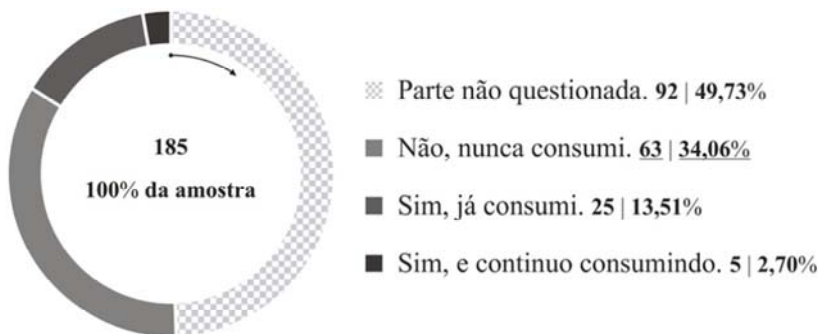 185
100% da amostra
Parte não questionada. 92 | 49,73%
Não, nunca consumi. 63 | 34,06%
Sim, já consumi. 25 | 13,51%
Sim, e continuo consumindo. 5 | 2,70%